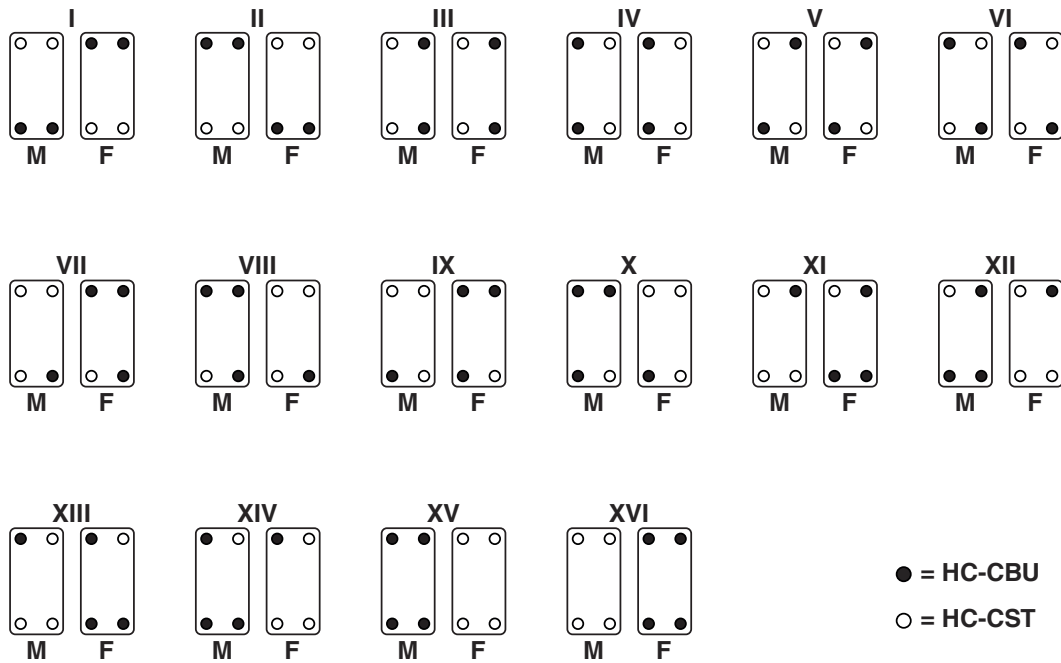 I II III IV V VI
M F M F M F M F M F M F
VII VIII IX X XI XII
M F M F M F M F M F M F
XIII XIV XV XVI
= HC-CBU
= HC-CST
M F M F M F M F